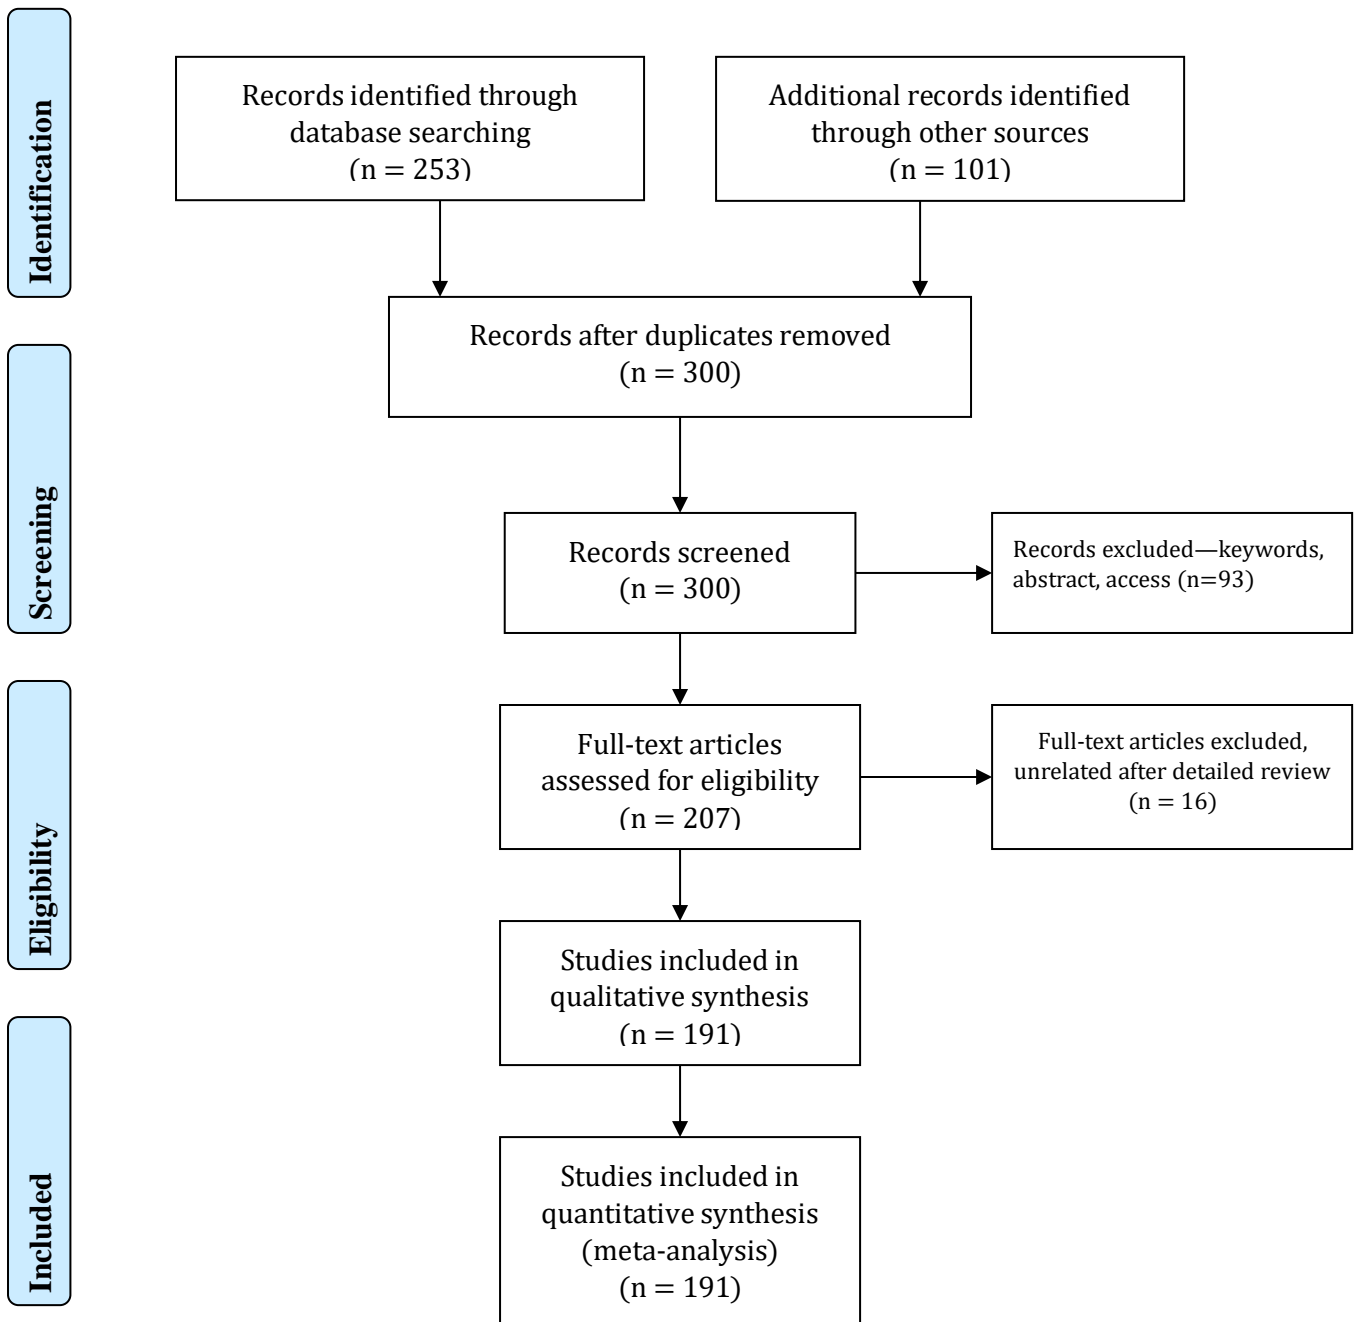 Identification
Records identified through
database searching
(n = 253)
Additional records identified
through other sources
(n = 101)
Records after duplicates removed
(n = 300)
Screening
Records screened
(n = 300)
Records excluded—keywords,
abstract, access (n=93)
Eligibility
Full-text articles
assessed for eligibility
(n = 207)
Full-text articles excluded,
unrelated after detailed review
(n = 16)
Studies included in
qualitative synthesis
(n = 191)
Included
Studies included in
quantitative synthesis
(meta-analysis)
(n = 191)